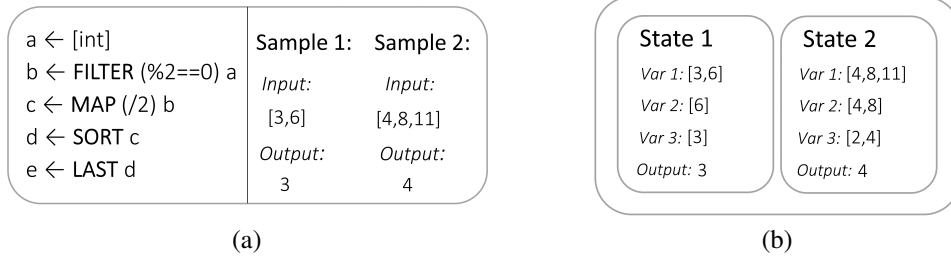 a ← [int]
b ← FILTER (%2==0) a
c ← MAP (/2) b
d ← SORT c
e ← LAST d
Sample 1: Sample 2:
Input: Input:
[3,6] [4,8,11]
Output: Output:
3 4
(a)
State 1
Var 1: [3,6]
Var 2: [6]
Var 3: [3]
Output: 3
State 2
Var 1: [4,8,11]
Var 2: [4,8]
Var 3: [2,4]
Output: 4
(b)